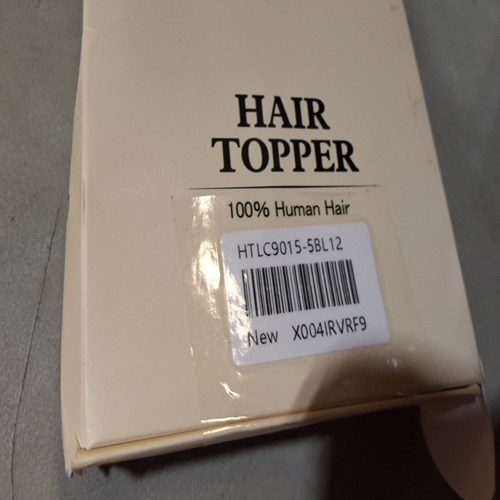 HAIR
TOPPER
100% Human Hair
HTLC9015-5BL12
New X004IRVRF9